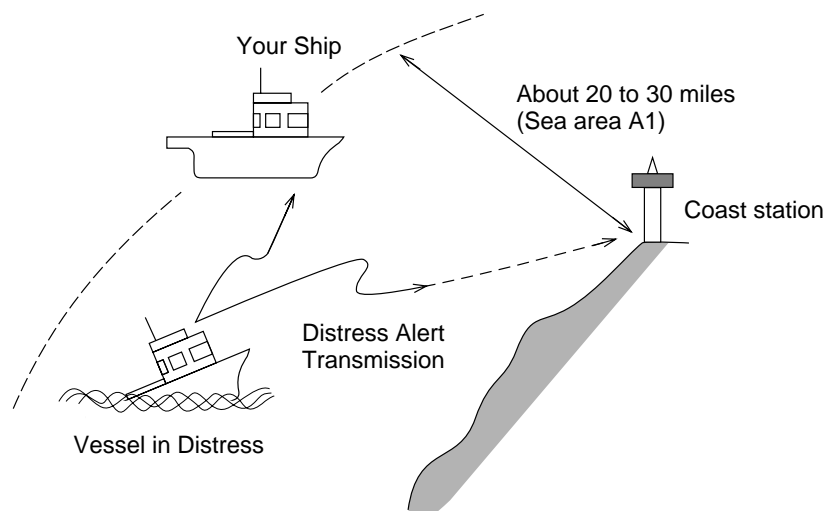 Your Ship
About 20 to 30 miles
(Sea area A1)
Coast station
Distress Alert
Transmission
Vessel in Distress